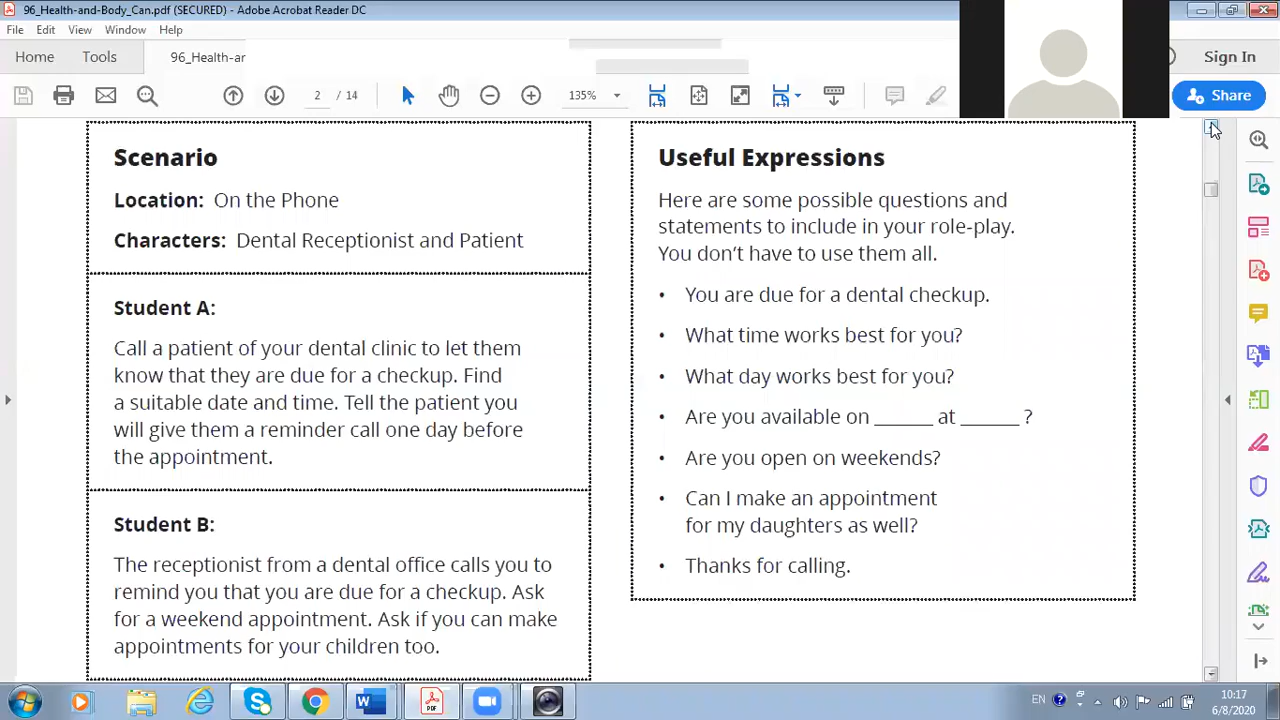 96_Health-and-Body_Can.pdf (SECURED) - Adobe Acrobat Reader DC
File Edit View Window Help
Home Tools 96_Health-ar Sign In
2 / 14 135% Share
Scenario
Location: On the Phone
Characters: Dental Receptionist and Patient
Student A:
Call a patient of your dental clinic to let them
know that they are due for a checkup. Find
a suitable date and time. Tell the patient you
will give them a reminder call one day before
the appointment.
Student B:
The receptionist from a dental office calls you to
remind you that you are due for a checkup. Ask
for a weekend appointment. Ask if you can make
appointments for your children too.
Useful Expressions
Here are some possible questions and
statements to include in your role-play.
You don’t have to use them all.
• You are due for a dental checkup.
• What time works best for you?
• What day works best for you?
• Are you available on ______ at ______ ?
• Are you open on weekends?
• Can I make an appointment
for my daughters as well?
• Thanks for calling.
EN 10:17
6/8/2020